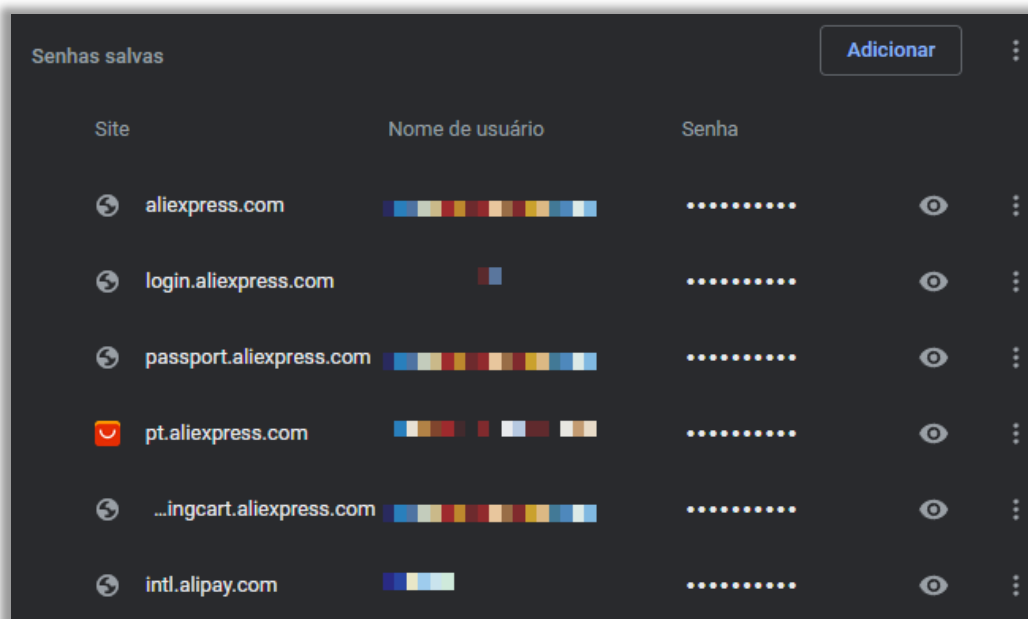 Senhas salvas Adicionar
Site Nome de usuário Senha
aliexpress.com ••••••••••
login.aliexpress.com ••••••••••
passport.aliexpress.com ••••••••••
pt.aliexpress.com ••••••••••
...ingcart.aliexpress.com ••••••••••
intl.alipay.com ••••••••••